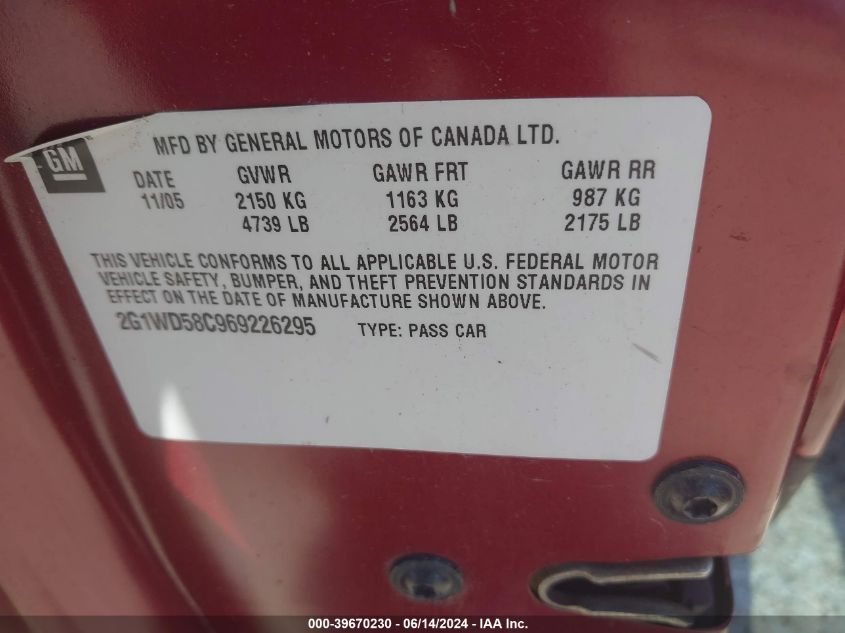 GM
MFD BY GENERAL MOTORS OF CANADA LTD.
DATE GVWR GAWR FRT GAWR RR
11/05 2150 KG 1163 KG 987 KG
4739 LB 2564 LB 2175 LB
THIS VEHICLE CONFORMS TO ALL APPLICABLE U.S. FEDERAL MOTOR
VEHICLE SAFETY, BUMPER, AND THEFT PREVENTION STANDARDS IN
EFFECT ON THE DATE OF MANUFACTURE SHOWN ABOVE.
2G1WD58C969226295 TYPE: PASS CAR
000-39670230 - 06/14/2024 - IAA Inc.